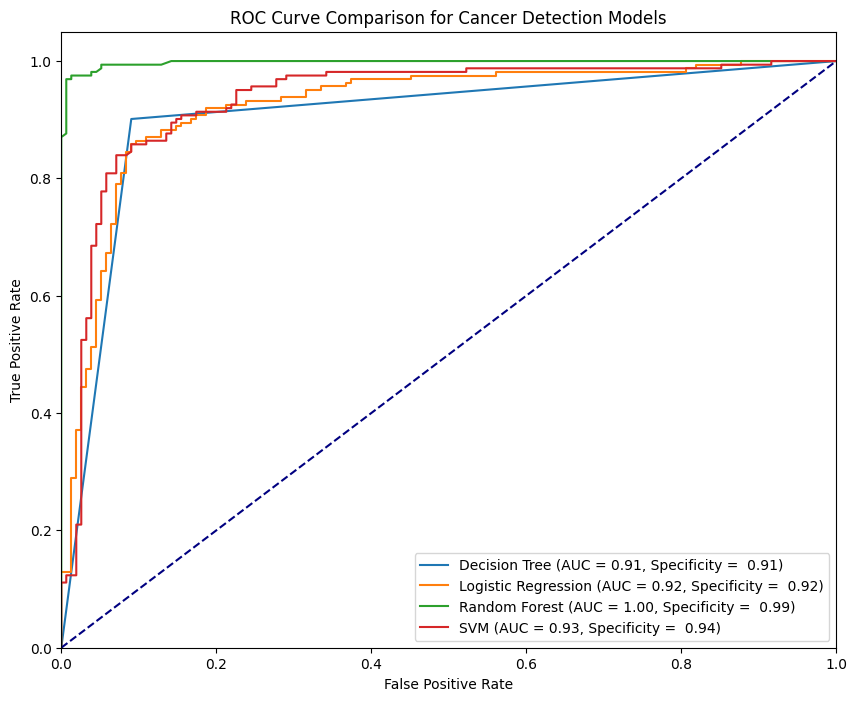 ROC Curve Comparison for Cancer Detection Models
True Positive Rate
1.0
0.8
0.6
0.4
0.2
0.0
Decision Tree (AUC = 0.91, Specificity =  0.91)
Logistic Regression (AUC = 0.92, Specificity =  0.92)
Random Forest (AUC = 1.00, Specificity =  0.99)
SVM (AUC = 0.93, Specificity =  0.94)
0.0 0.2 0.4 0.6 0.8 1.0
False Positive Rate